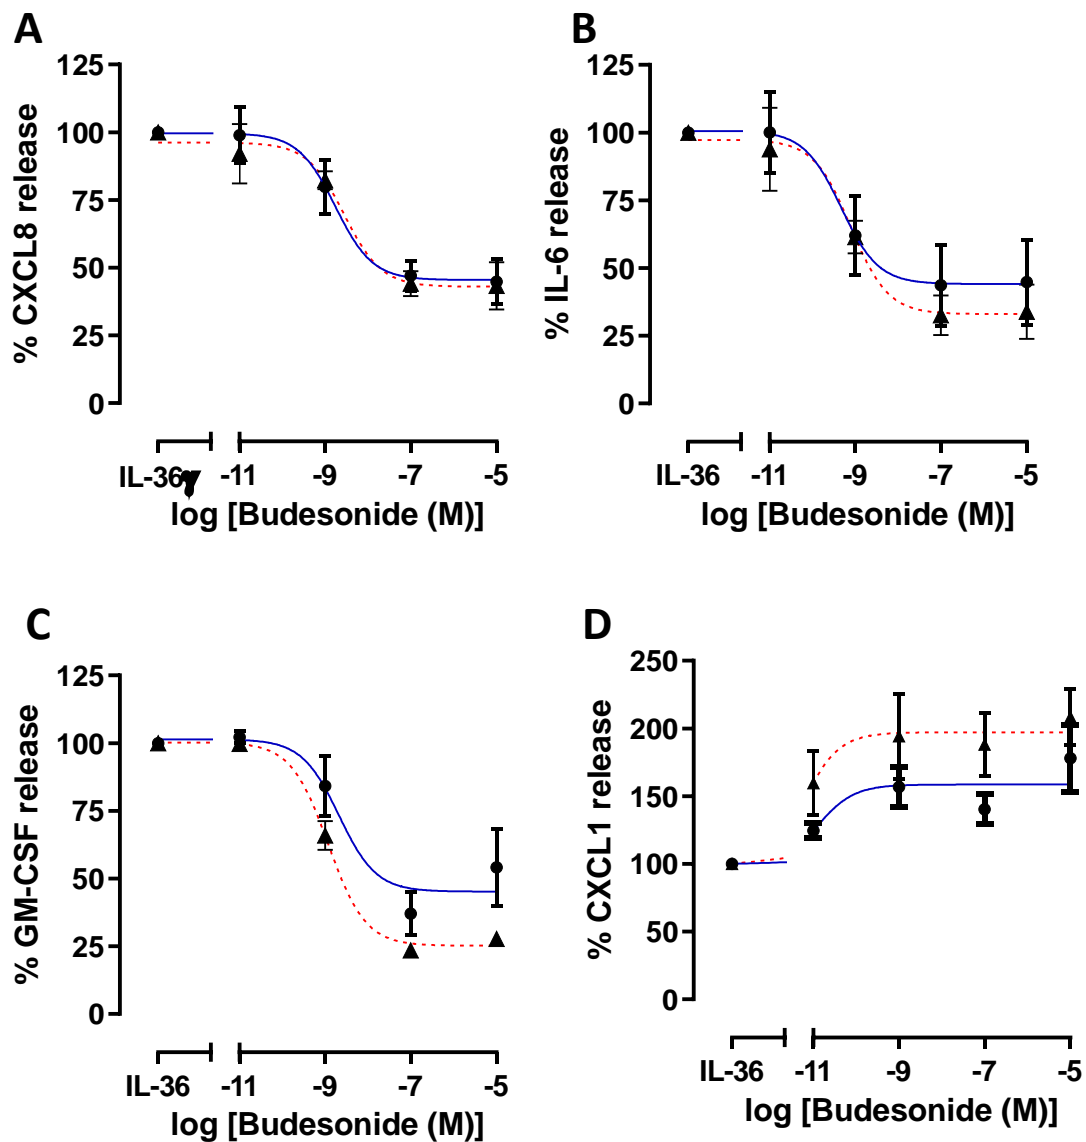 A
B
125
100
75
50
25
0
% CXCL8 release
IL-36γ
-11
-9
-7
-5
log [Budesonide (M)]
125
100
75
50
25
0
% IL-6 release
IL-36
-11
-9
-7
-5
log [Budesonide (M)]
C
D
125
100
75
50
25
0
% GM-CSF release
IL-36
-11
-9
-7
-5
log [Budesonide (M)]
250
200
150
100
50
0
% CXCL1 release
IL-36
-11
-9
-7
-5
log [Budesonide (M)]